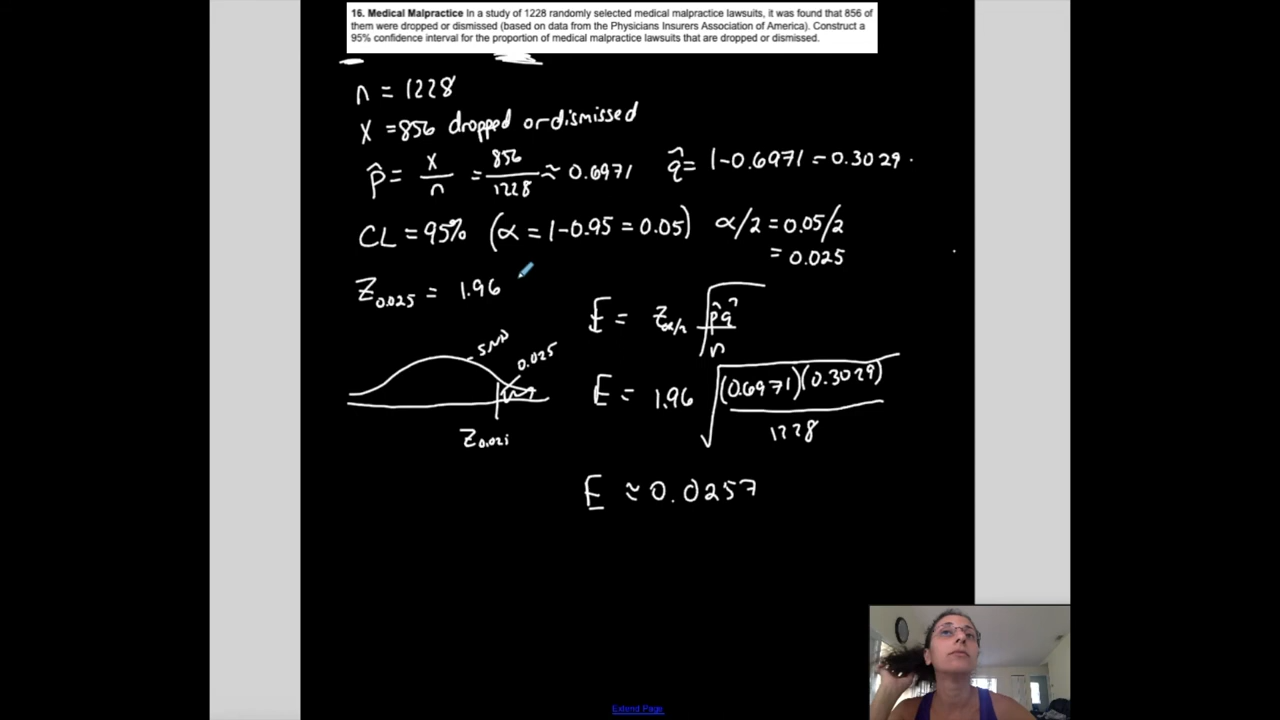 16. Medical Malpractice In a study of 1228 randomly selected medical malpractice lawsuits, it was found that 856 of
them were dropped or dismissed (based on data from the Physicians Insurers Association of America). Construct a
95% confidence interval for the proportion of medical malpractice lawsuits that are dropped or dismissed.
n = 1228
X = 856 dropped or dismissed
p̂ = x/n = 856/1228 ≈ 0.6971 q̂ = 1-0.6971 = 0.3029.
CL = 95% (α = 1-0.95 = 0.05) α/2 = 0.05/2
= 0.025
Z0.025 = 1.96
E = Zα/2 √(p̂q̂/n)
SND
0.025
E = 1.96 √((0.6971)(0.3029)/1228)
Z0.025
E ≈ 0.0257
Extend Page